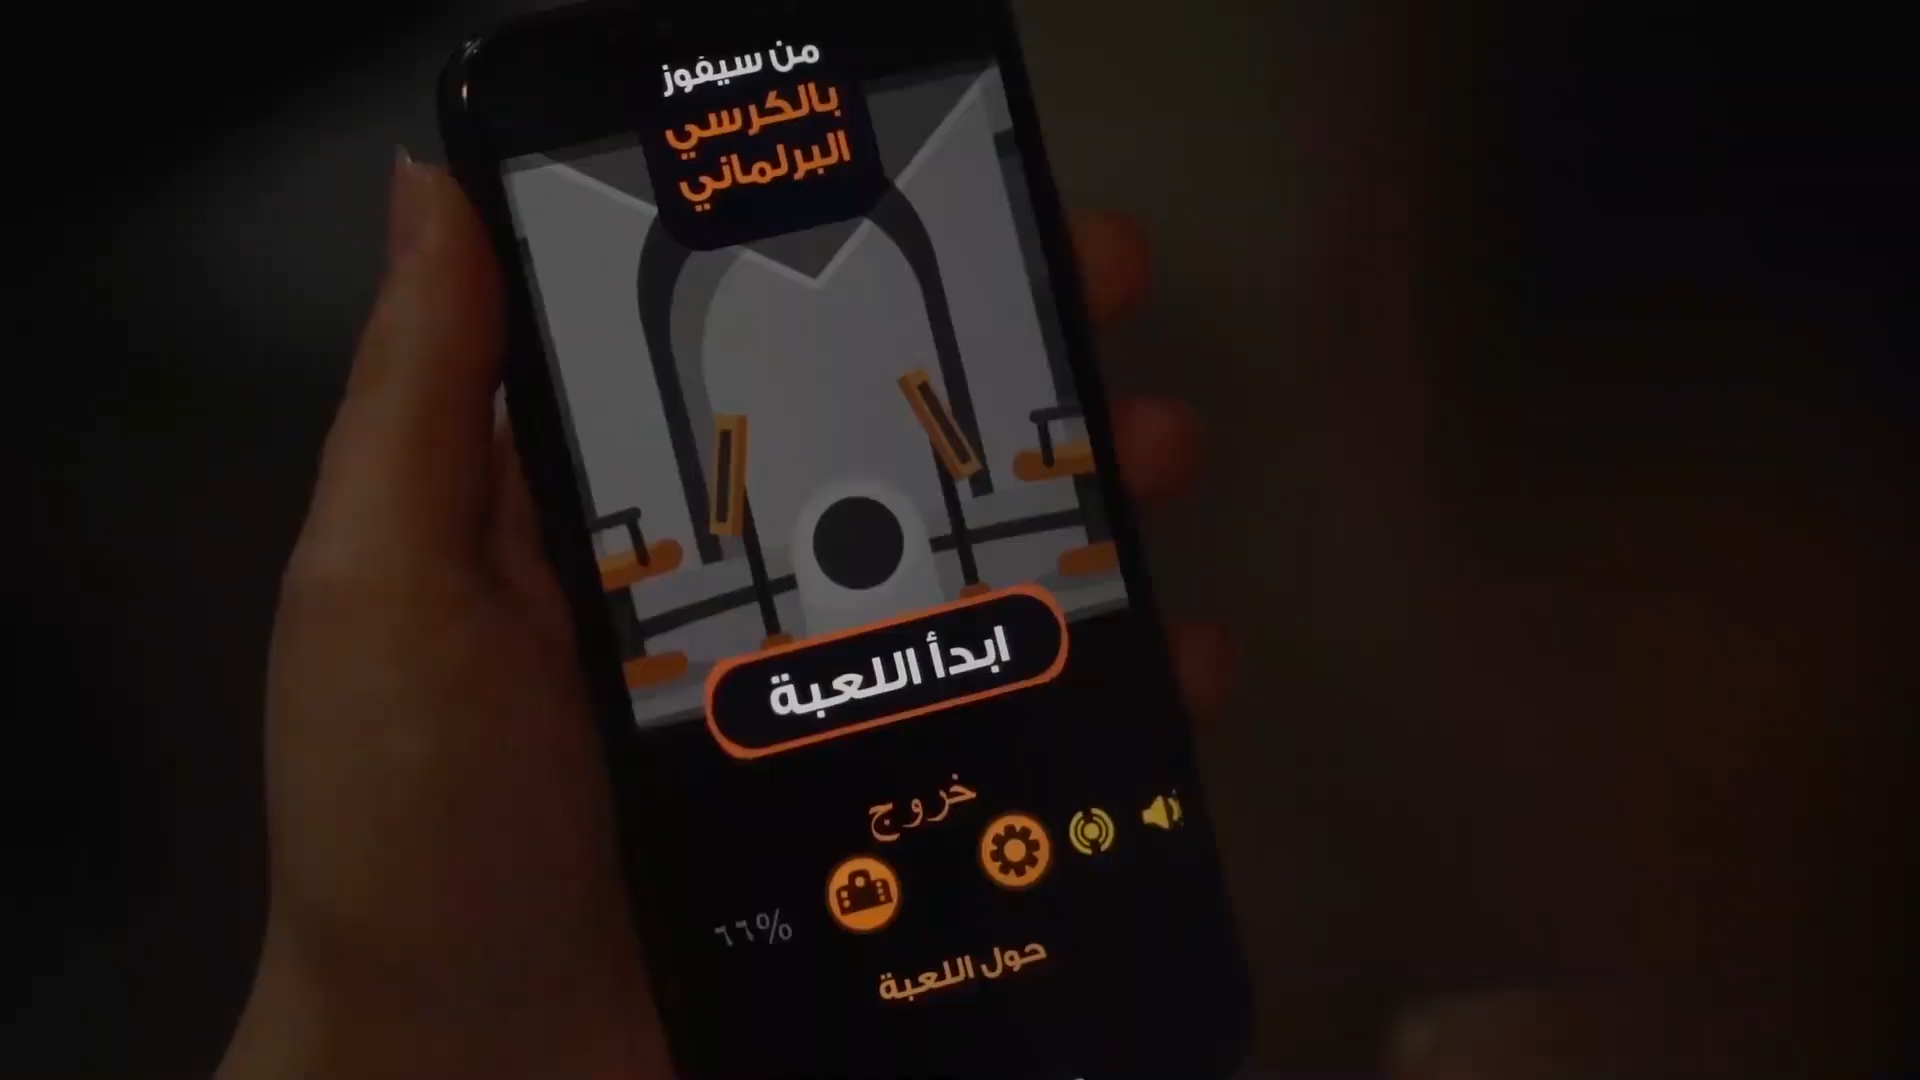 من سيفوز
بالكرسي
البرلماني
ابدأ اللعبة
خروج
٦٦%
حول اللعبة